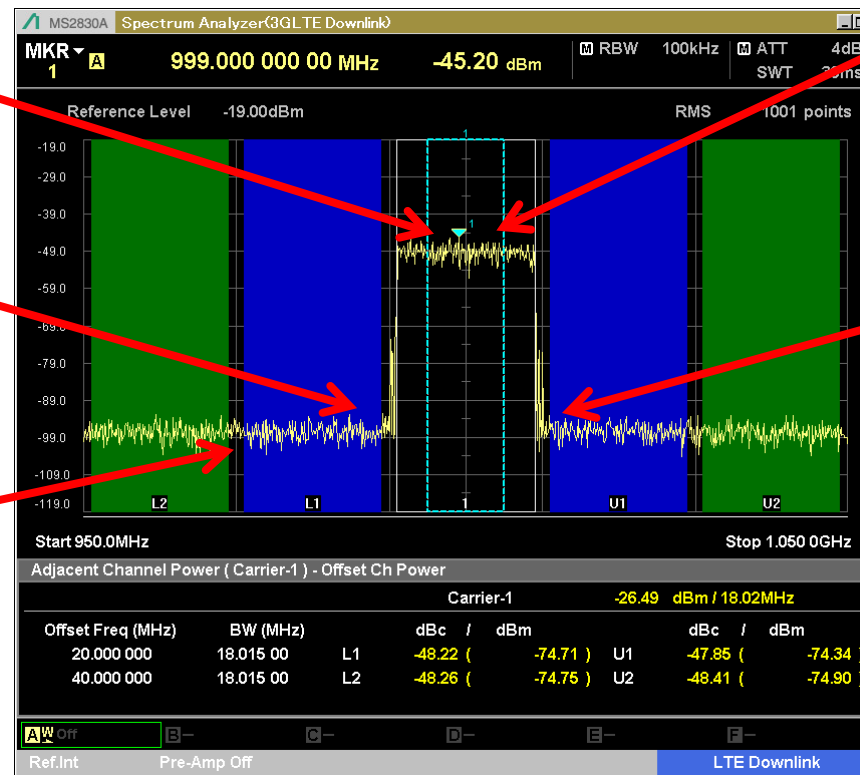 MS2830A Spectrum Analyzer(3GLTE Downlink)
MKR 1 A 999.000 000 00 MHz -45.20 dBm M RBW 100kHz M ATT 4dB
SWT
Reference Level -19.00dBm RMS 1001 points
1
-19.0
-29.0
-39.0
1
-49.0
-59.0
-69.0
-79.0
-89.0
-99.0
-109.0
-119.0
L2 L1 1 U1 U2
Start 950.0MHz Stop 1.050 0GHz
Adjacent Channel Power ( Carrier-1 ) - Offset Ch Power
Carrier-1 -26.49 dBm / 18.02MHz
Offset Freq (MHz) BW (MHz) dBc / dBm dBc / dBm
20.000 000 18.015 00 L1 -48.22 ( -74.71 ) U1 -47.85 ( -74.34 )
40.000 000 18.015 00 L2 -48.26 ( -74.75 ) U2 -48.41 ( -74.90 )
A W Off B- C- D- E- F-
Ref.Int Pre-Amp Off LTE Downlink